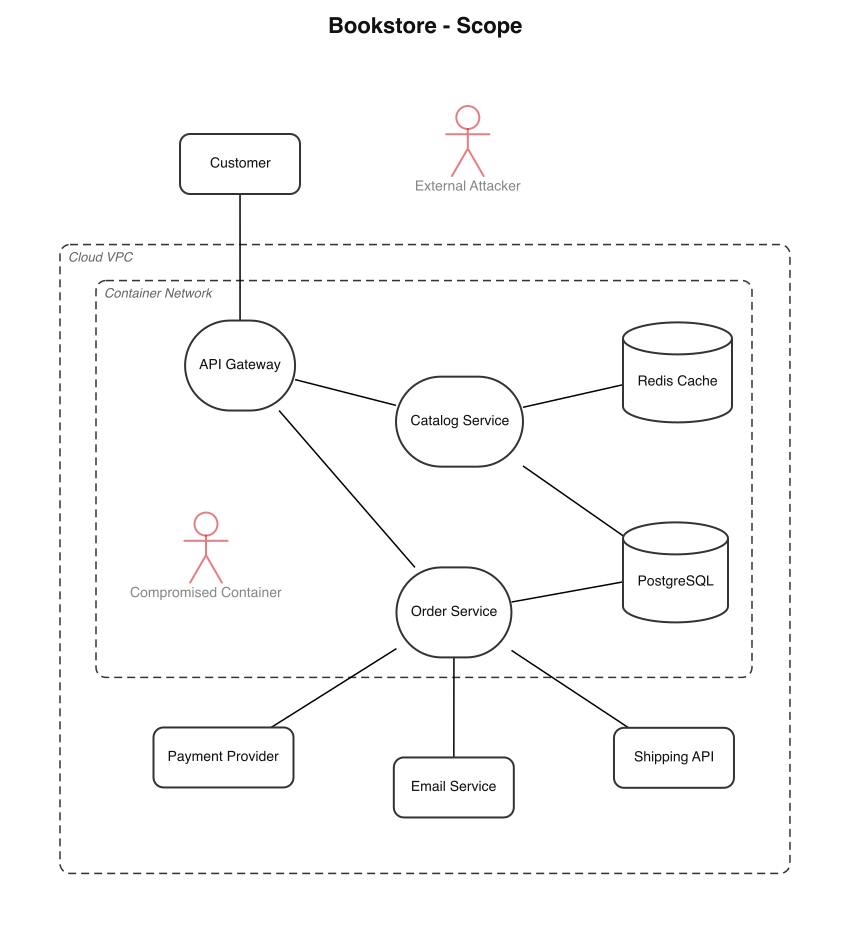 Bookstore - Scope
Customer
External Attacker
Cloud VPC
Container Network
API Gateway
Redis Cache
Catalog Service
Compromised Container
PostgreSQL
Order Service
Payment Provider
Email Service
Shipping API